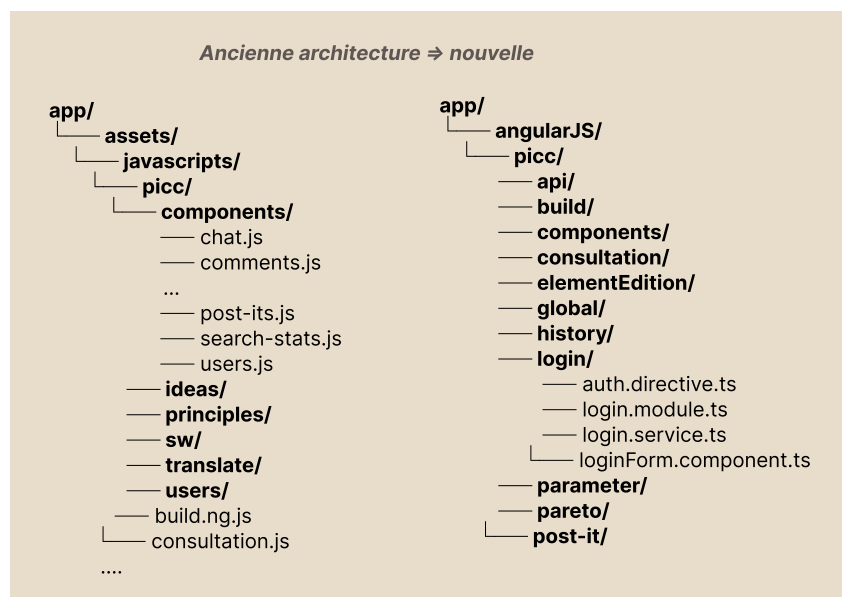 Ancienne architecture => nouvelle
app/
assets/
javascripts/
picc/
components/
chat.js
comments.js
...
post-its.js
search-stats.js
users.js
ideas/
principles/
sw/
translate/
users/
build.ng.js
consultation.js
....
app/
angularJS/
picc/
api/
build/
components/
consultation/
elementEdition/
global/
history/
login/
auth.directive.ts
login.module.ts
login.service.ts
loginForm.component.ts
parameter/
pareto/
post-it/